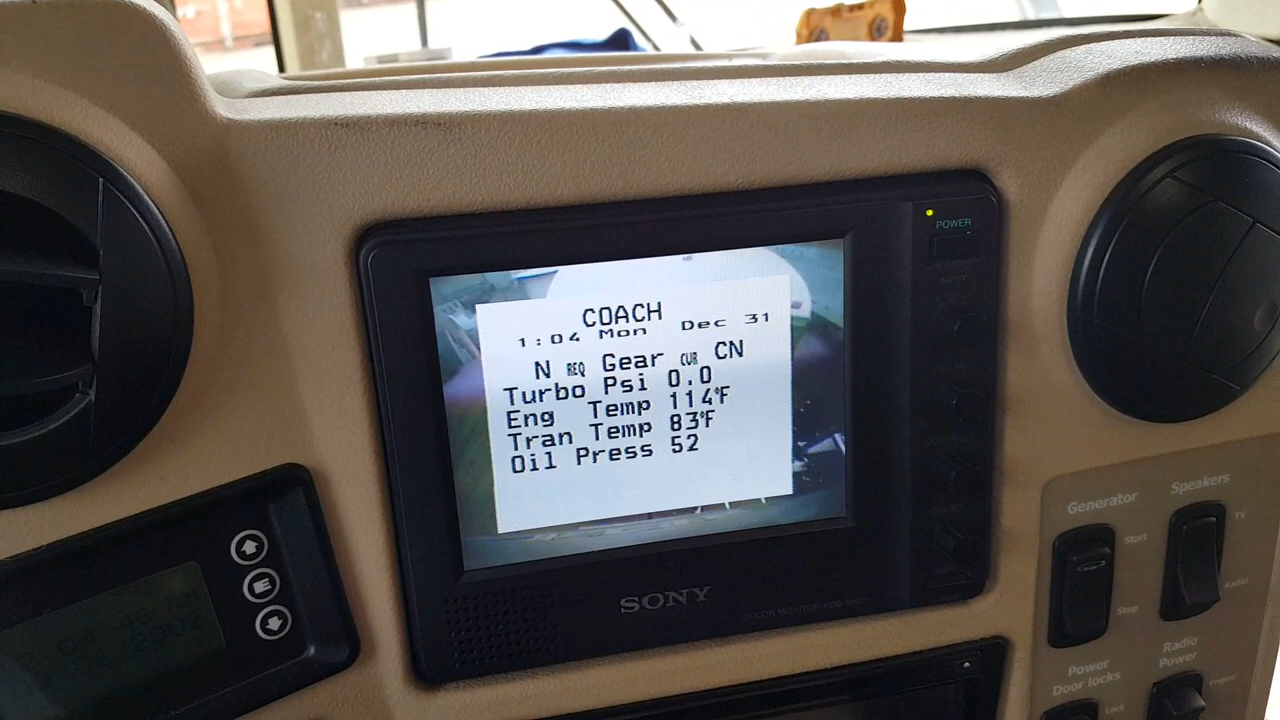 COACH
1:04 Mon Dec 31
N REQ Gear CUR CN
Turbo Psi 0.0
Eng Temp 114°F
Tran Temp 83°F
Oil Press 52
SONY
POWER
Generator
Start
Stop
Speakers
TV
Radio
Power
Door locks
Lock
Radio
Power
Engine